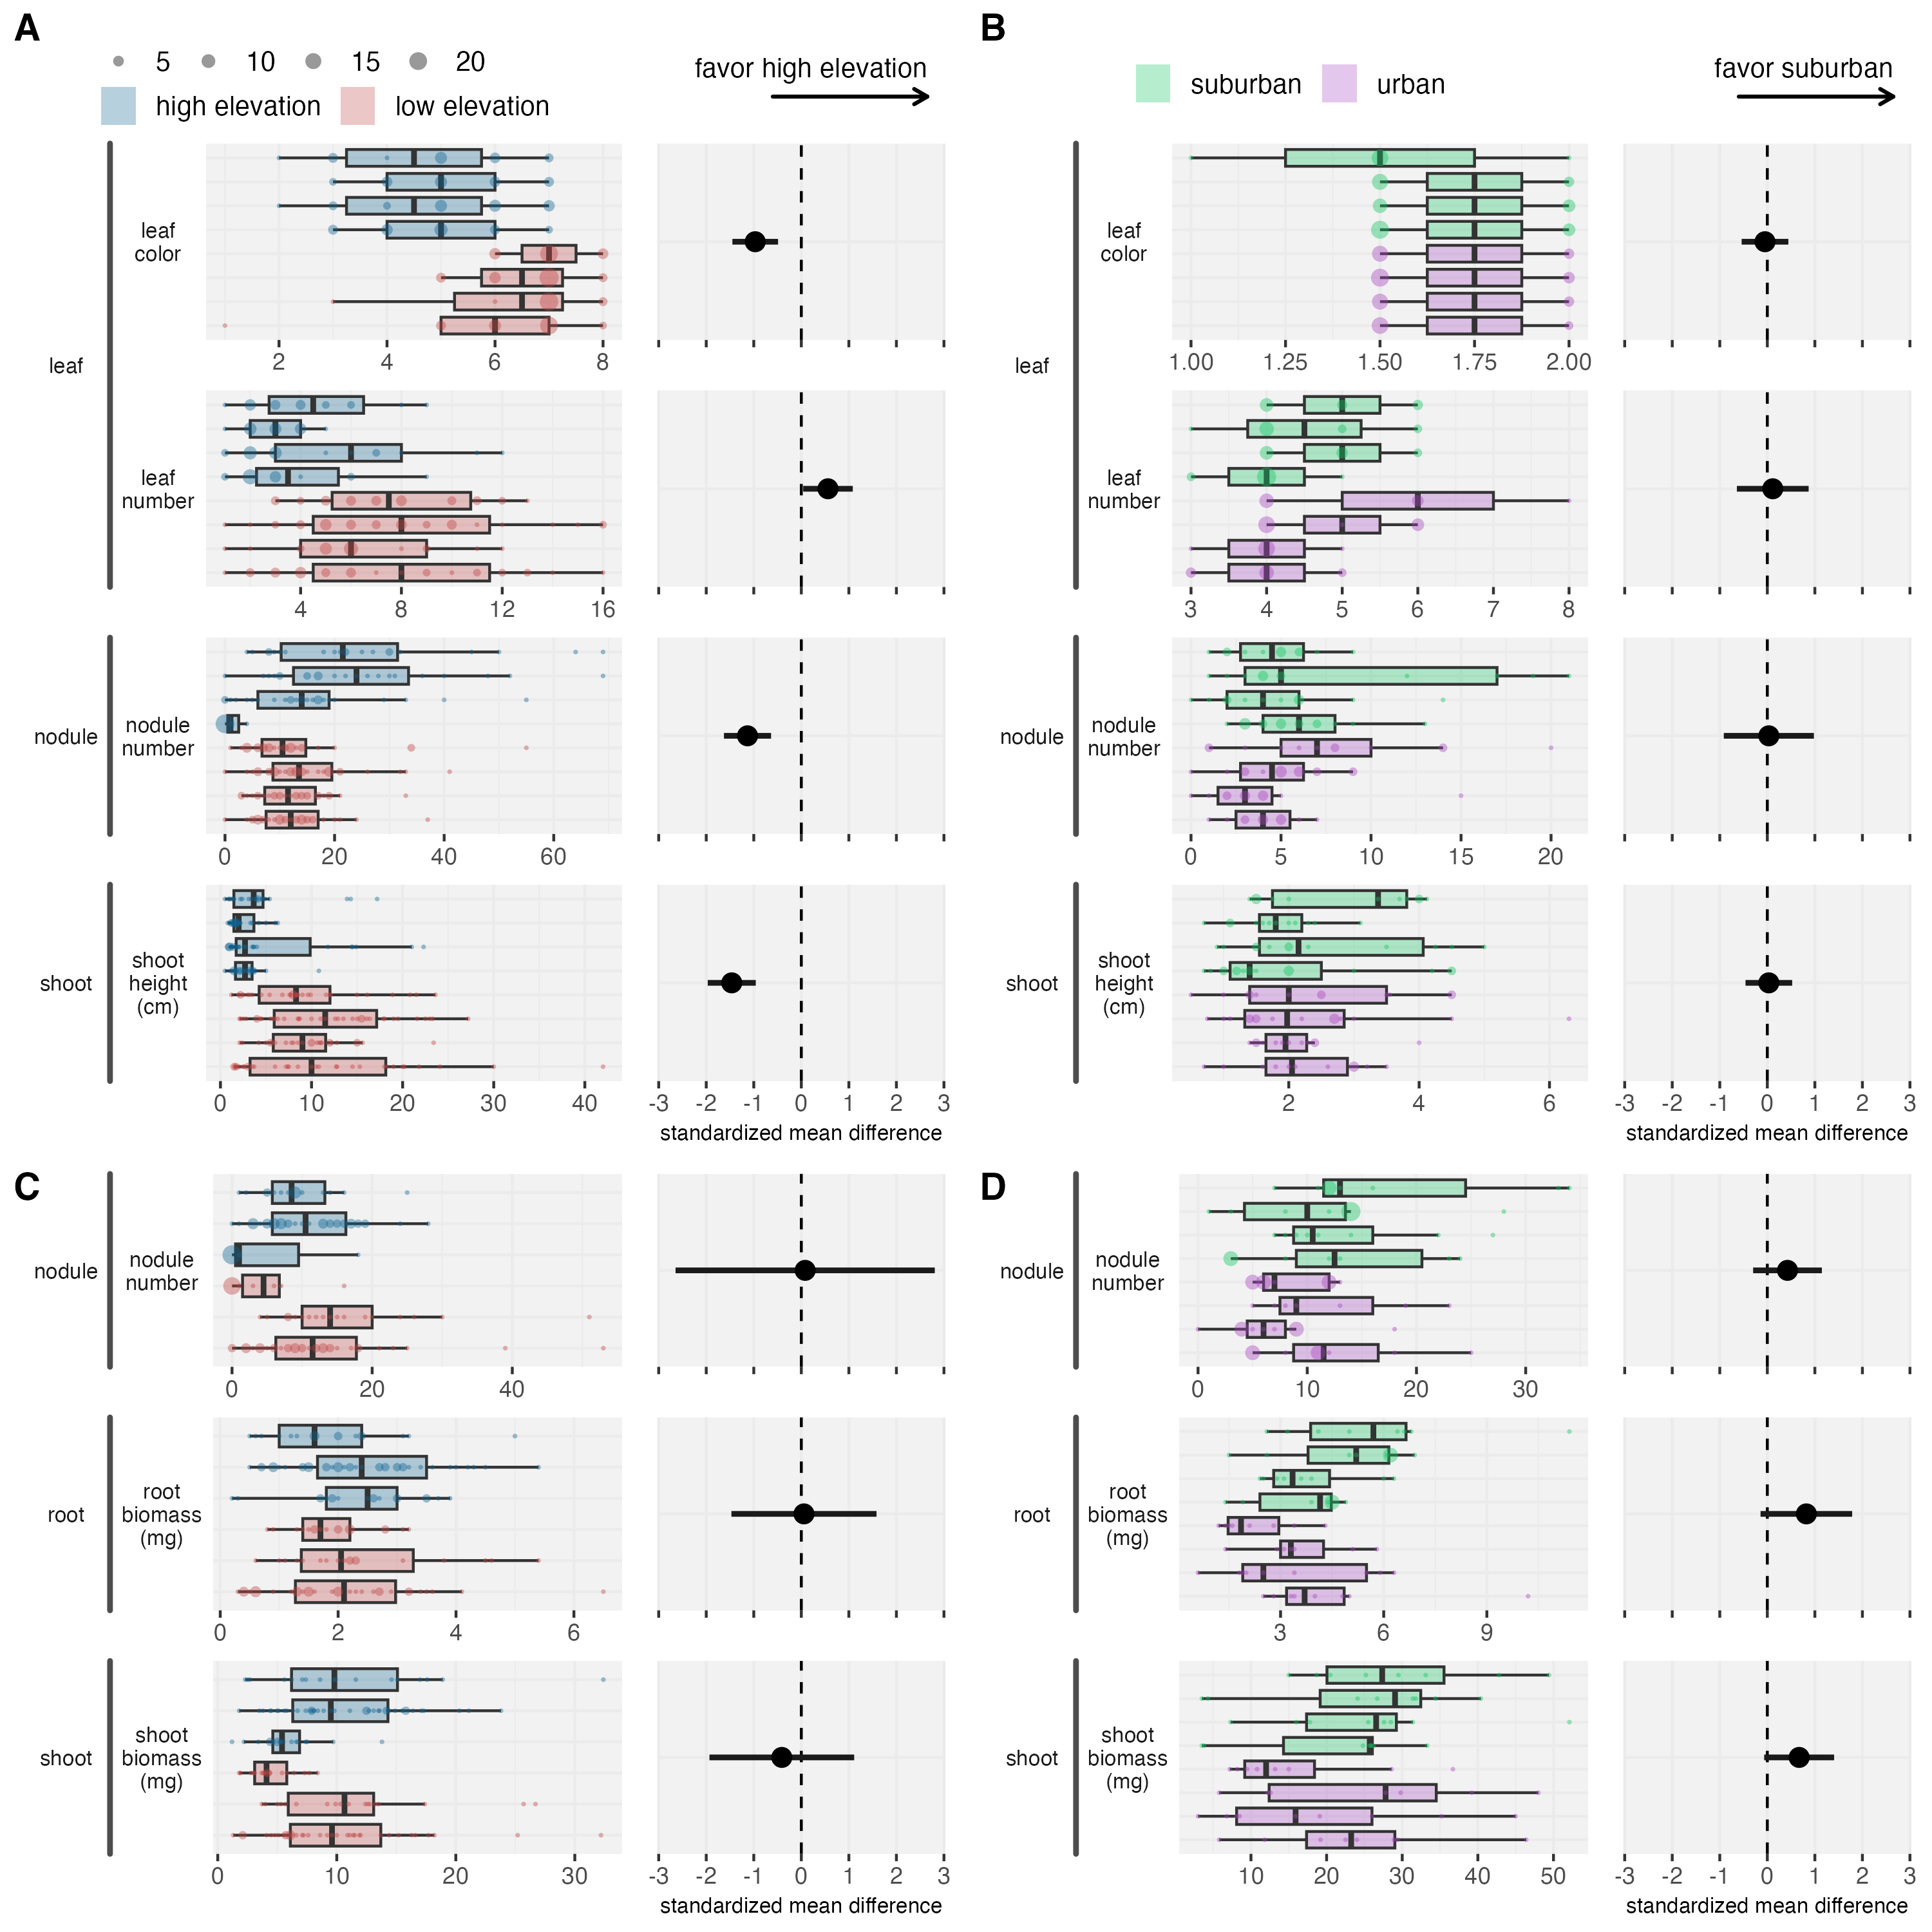 A
5 10 15 20
high elevation low elevation
favor high elevation
leaf
leaf
color
2 4 6 8
leaf
number
4 8 12 16
nodule
nodule
number
0 20 40 60
shoot
shoot
height
(cm)
0 10 20 30 40
-3 -2 -1 0 1 2 3
standardized mean difference
B
suburban urban
favor suburban
leaf
leaf
color
1.00 1.25 1.50 1.75 2.00
leaf
number
3 4 5 6 7 8
nodule
nodule
number
0 5 10 15 20
shoot
shoot
height
(cm)
2 4 6
-3 -2 -1 0 1 2 3
standardized mean difference
C
nodule
nodule
number
0 20 40
root
root
biomass
(mg)
0 2 4 6
shoot
shoot
biomass
(mg)
0 10 20 30
-3 -2 -1 0 1 2 3
standardized mean difference
D
nodule
nodule
number
0 10 20 30
root
root
biomass
(mg)
3 6 9
shoot
shoot
biomass
(mg)
10 20 30 40 50
-3 -2 -1 0 1 2 3
standardized mean difference